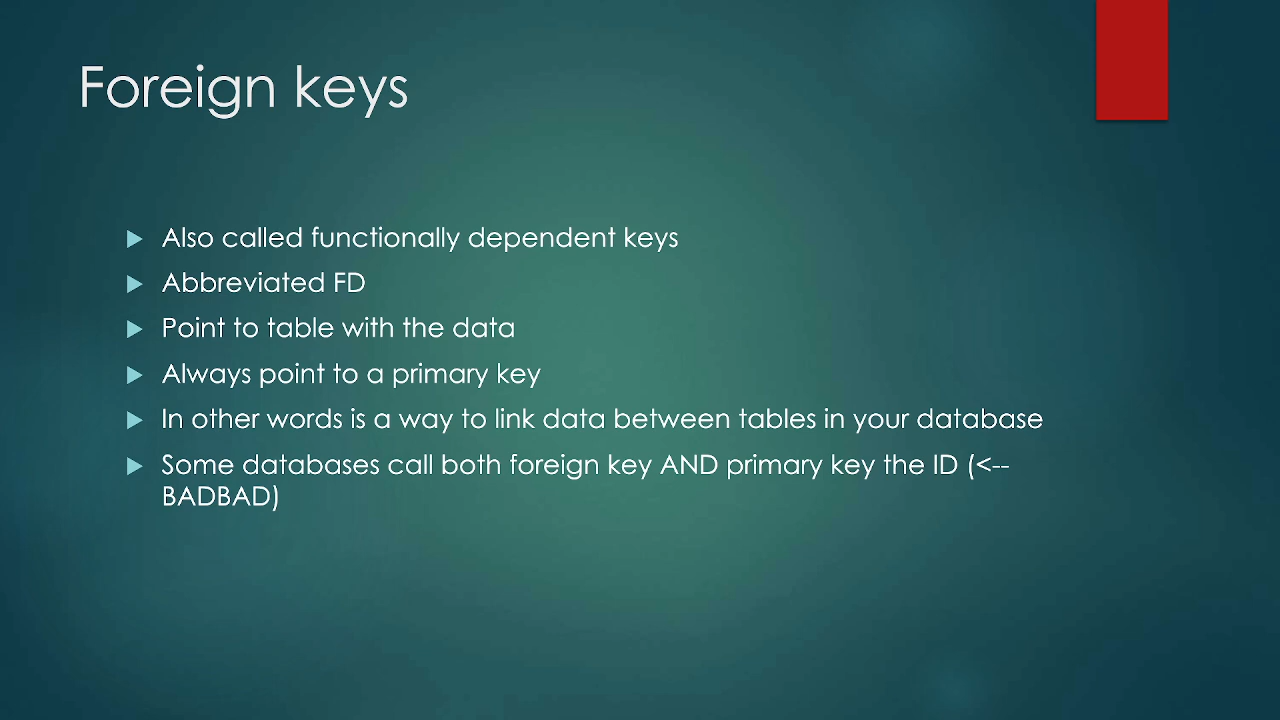 Foreign keys
Also called functionally dependent keys
Abbreviated FD
Point to table with the data
Always point to a primary key
In other words is a way to link data between tables in your database
Some databases call both foreign key AND primary key the ID (<--
BADBAD)